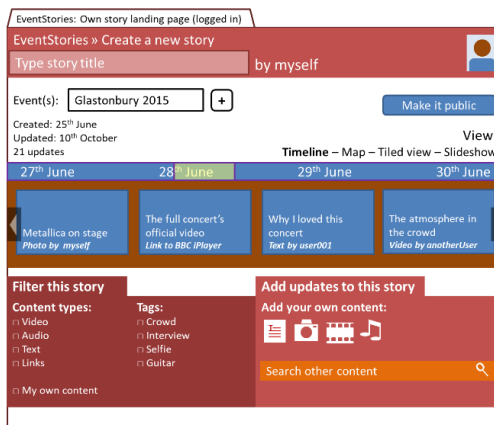 EventStories: Own story landing page (logged in)
EventStories » Create a new story
Type story title
by myself
Event(s):
Glastonbury 2015
+
Make it public
Created: 25th June
Updated: 10th October
21 updates
View
Timeline – Map – Tiled view – Slideshow
27th June
28th June
29th June
30th June
Metallica on stage
Photo by myself
The full concert's
official video
Link to BBC iPlayer
Why I loved this
concert
Text by user001
The atmosphere in
the crowd
Video by anotherUser
Filter this story
Content types:
Video
Audio
Text
Links
My own content
Tags:
Crowd
Interview
Selfie
Guitar
Add updates to this story
Add your own content:
Search other content